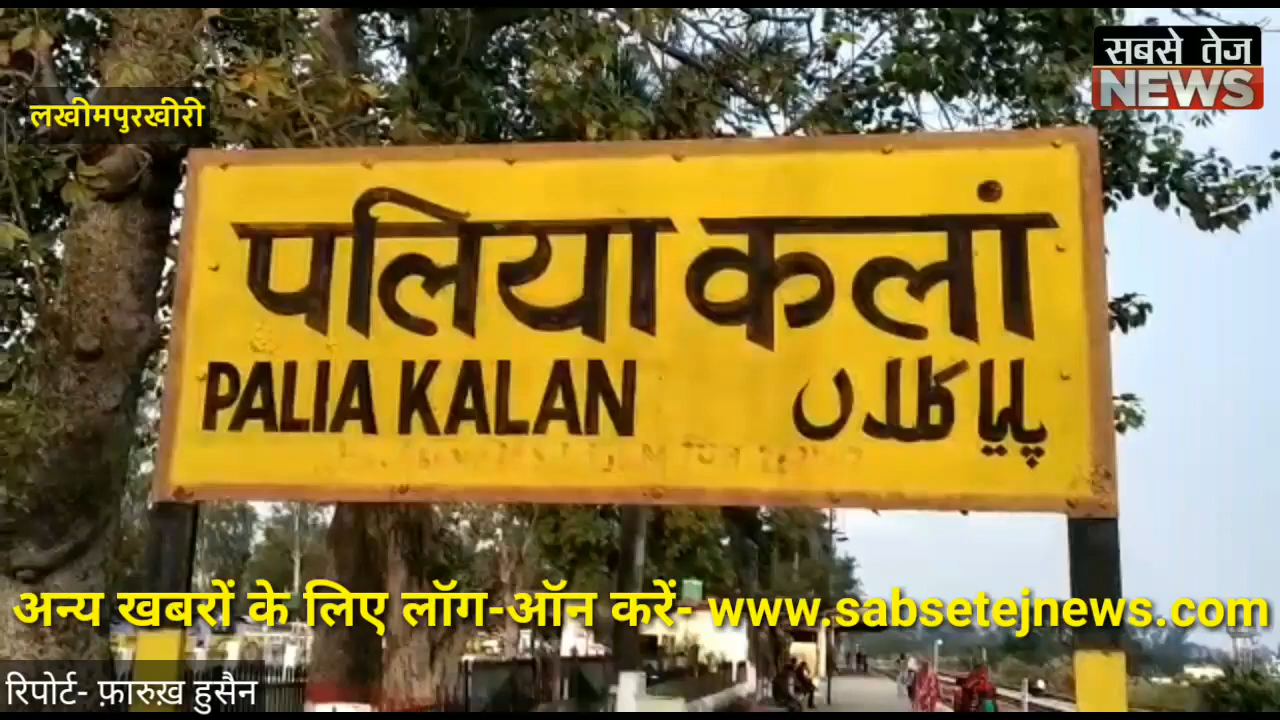 सबसे तेज
NEWS
लखीमपुरखीरी
पलिया कलां
PALIA KALAN
پلیا کلاں
अन्य खबरों के लिए लॉग-ऑन करें- www.sabsetejnews.com
रिपोर्ट- फ़ारुख़ हुसैन